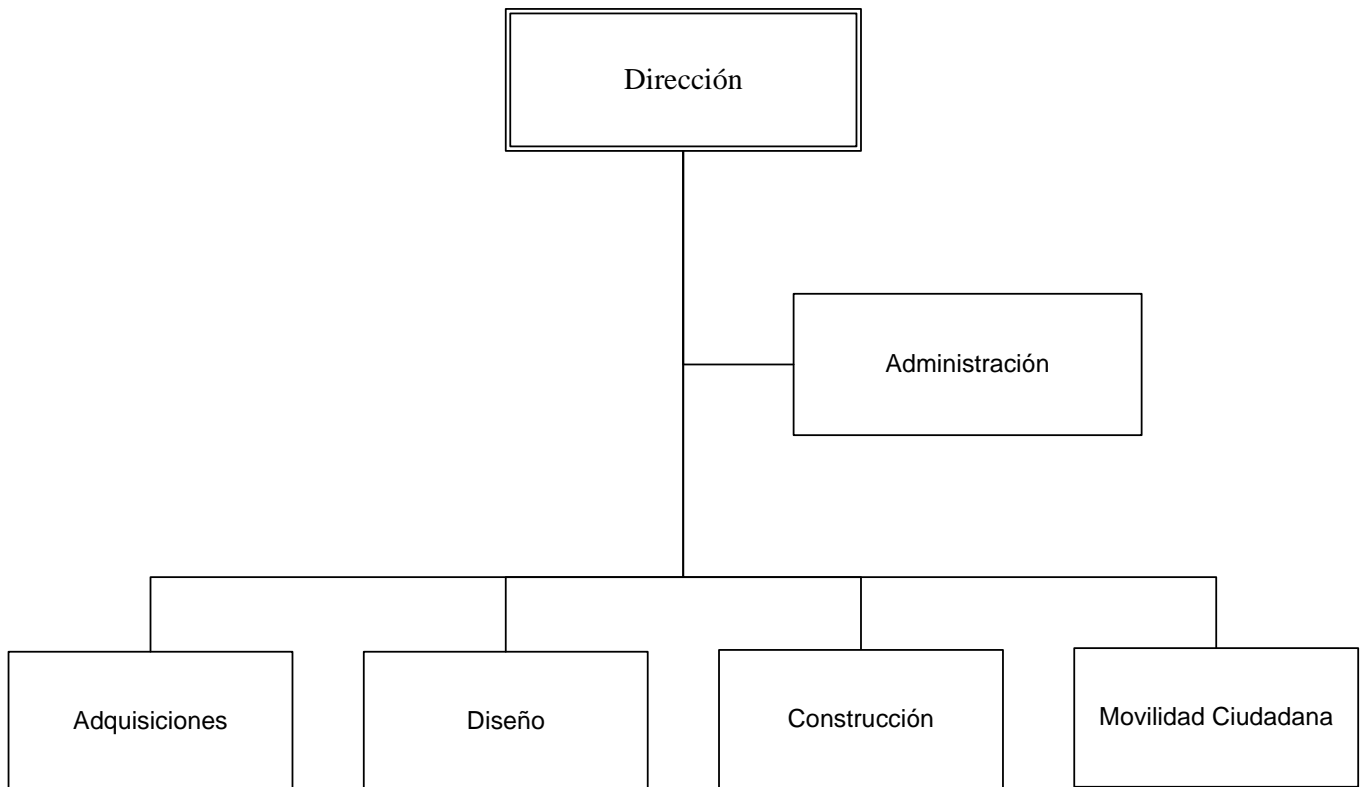 Dirección
Administración
Adquisiciones
Diseño
Construcción
Movilidad Ciudadana